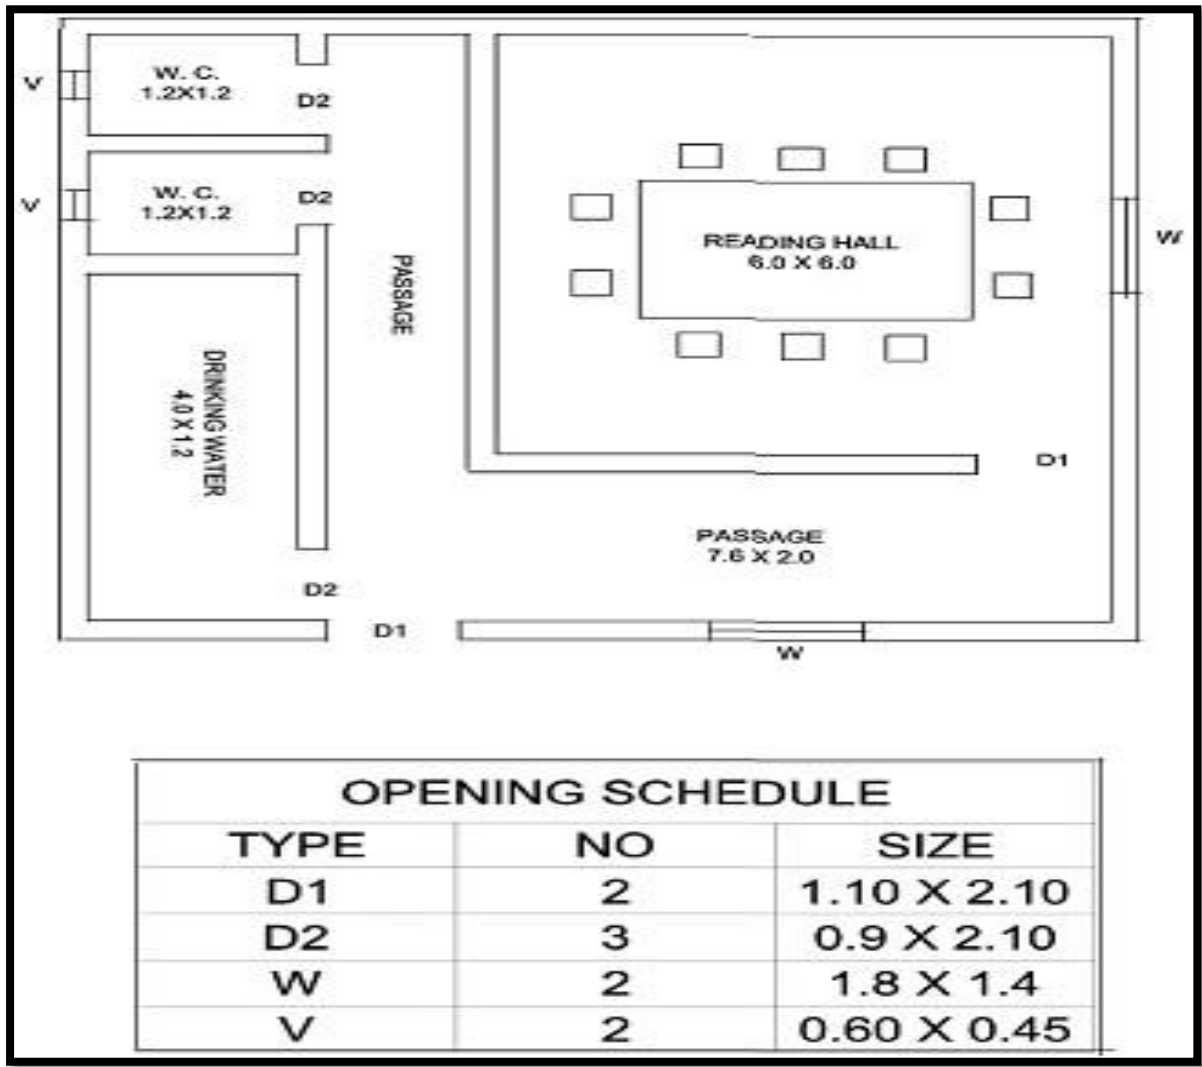 V
W. C.
1.2X1.2
D2
V
W. C.
1.2X1.2
D2
READING HALL
6.0 X 6.0
W
PASSAGE
DRINKING WATER
4.0 X 1.2
D1
PASSAGE
7.6 X 2.0
D2
D1
W
OPENING SCHEDULE
TYPE NO SIZE
D1 2 1.10 X 2.10
D2 3 0.9 X 2.10
W 2 1.8 X 1.4
V 2 0.60 X 0.45